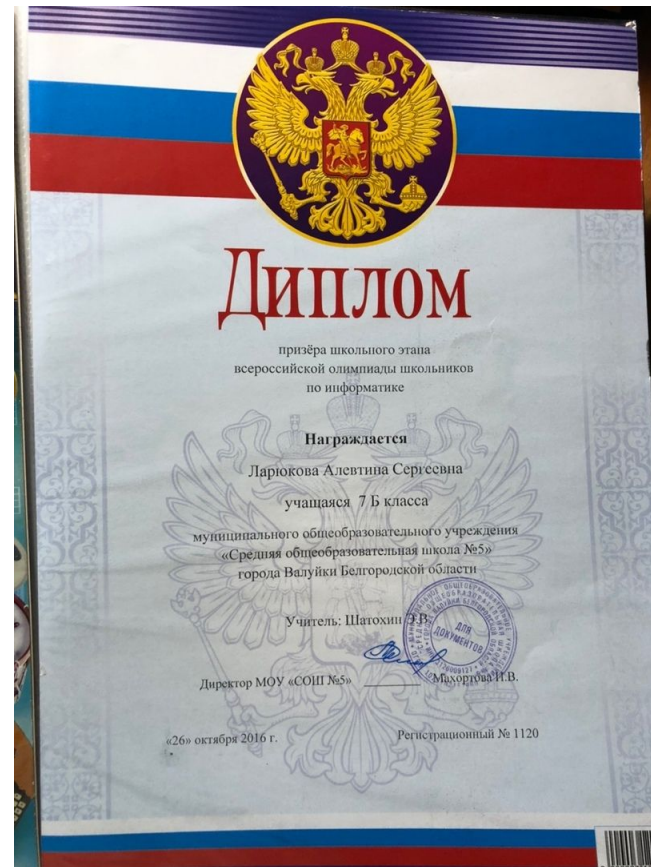 Диплом
призёра школьного этапа
всероссийской олимпиады школьников
по информатике
Награждается
Ларюкова Алевтина Сергеевна
учащаяся 7 Б класса
муниципального общеобразовательного учреждения
«Средняя общеобразовательная школа №5»
города Валуйки Белгородской области
Учитель: Шатохин Э.В.
ДЛЯ
ДОКУМЕНТОВ
Директор МОУ «СОШ №5» Махортова И.В.
«26» октября 2016 г. Регистрационный № 1120